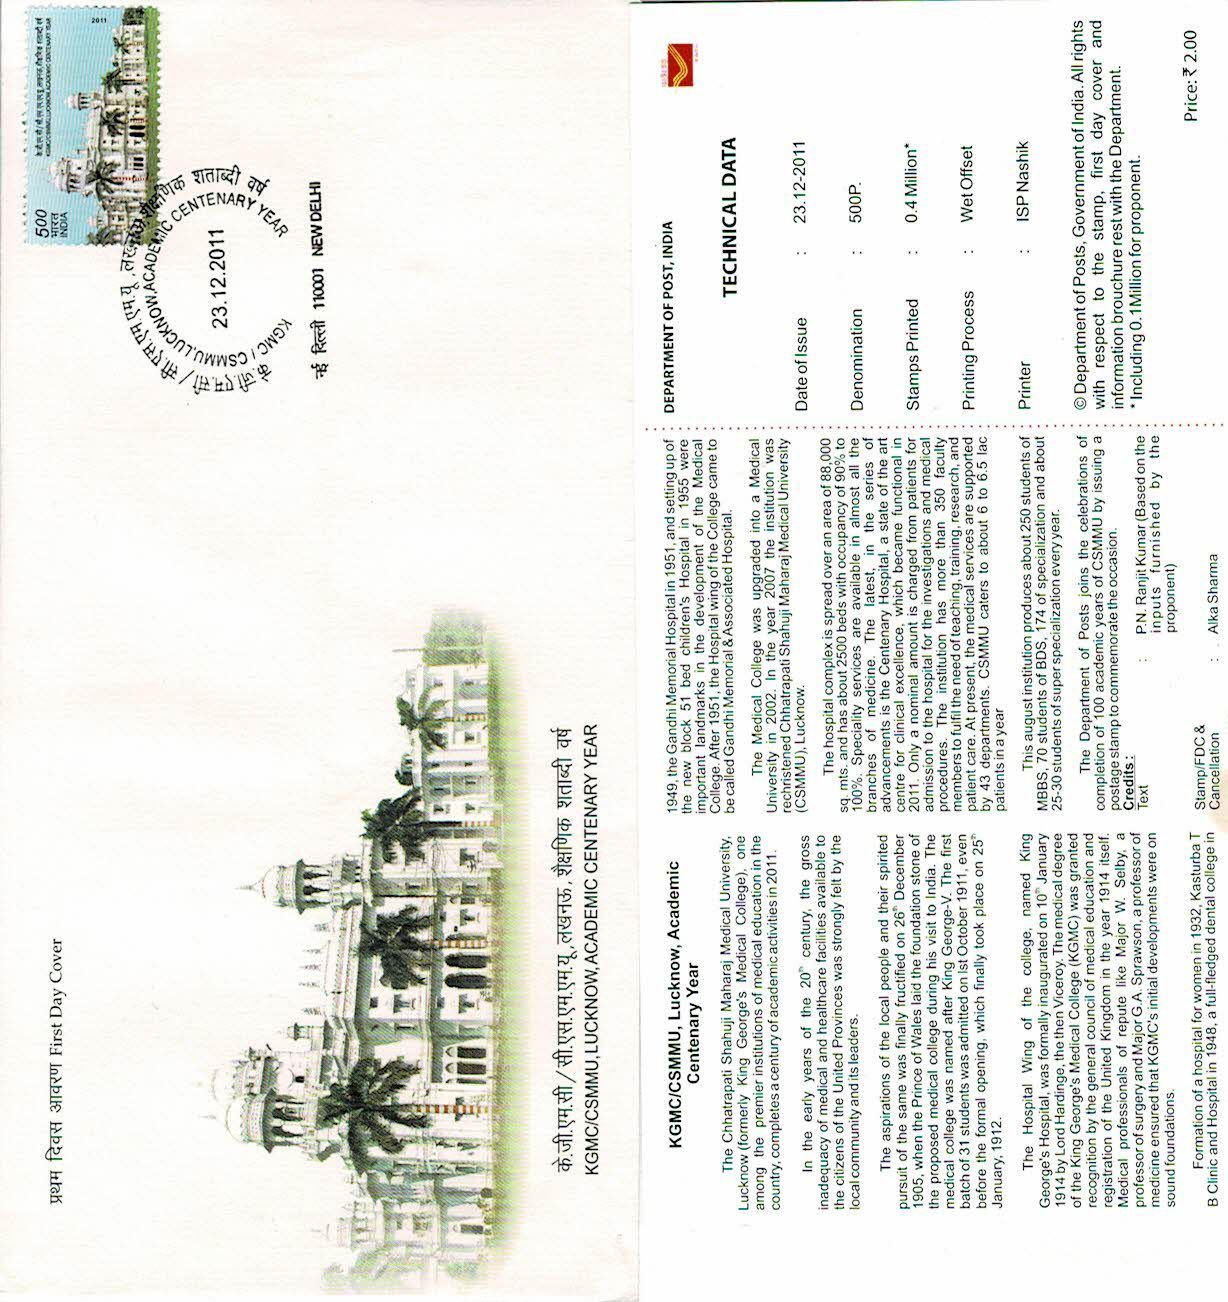 प्रथम दिवस आवरण First Day Cover
500
भारत
INDIA
के.जी.एम.सी / सी.एस.एम.एम.यू.,लखनऊ,शैक्षणिक शताब्दी वर्ष
KGMC/CSMMU,LUCKNOW,ACADEMIC CENTENARY YEAR
2011
के.जी.एम.सी / सी.एस.एम.एम.यू ,लखनऊ, शैक्षणिक शताब्दी वर्ष
KGMC / CSMMU,LUCKNOW,ACADEMIC CENTENARY YEAR
23.12.2011
नई दिल्ली 110001 NEW DELHI
के.जी.एम.सी / सी.एस.एम.एम.यू ,लखनऊ, शैक्षणिक शताब्दी वर्ष
KGMC/CSMMU,LUCKNOW,ACADEMIC CENTENARY YEAR
KGMC/CSMMU, Lucknow, Academic
Centenary Year
The Chhatrapati Shahuji Maharaj Medical University,
Lucknow (formerly King George's Medical College), one
among the premier institutions of medical education in the
country, completes a century of academic activities in 2011.
In the early years of the 20th century, the gross
inadequacy of medical and healthcare facilities available to
the citizens of the United Provinces was strongly felt by the
local community and its leaders.
The aspirations of the local people and their spirited
pursuit of the same was finally fructified on 26th December
1905, when the Prince of Wales laid the foundation stone of
the proposed medical college during his visit to India. The
medical college was named after King George-V. The first
batch of 31 students was admitted on Ist October 1911, even
before the formal opening, which finally took place on 25th
January, 1912.
The Hospital Wing of the college, named King
George's Hospital, was formally inaugurated on 10th January
1914 by Lord Hardinge, the then Viceroy. The medical degree
of the King George's Medical College (KGMC) was granted
recognition by the general council of medical education and
registration of the United Kingdom in the year 1914 itself.
Medical professionals of repute like Major W. Selby, a
professor of surgery and Major G.A. Sprawson, a professor of
medicine ensured that KGMC's initial developments were on
sound foundations.
Formation of a hospital for women in 1932, Kasturba T
B Clinic and Hospital in 1948, a full-fledged dental college in
1949, the Gandhi Memorial Hospital in 1951, and setting up of
the new block 51 bed children's Hospital in 1955 were
important landmarks in the development of the Medical
College. After 1951, the Hospital wing of the College came to
be called Gandhi Memorial & Associated Hospital.
The Medical College was upgraded into a Medical
University in 2002. In the year 2007 the institution was
rechristened Chhatrapati Shahuji Maharaj Medical University
(CSMMU), Lucknow.
The hospital complex is spread over an area of 88,000
sq. mts. and has about 2500 beds with occupancy of 90% to
100%. Speciality services are available in almost all the
branches of medicine. The latest, in the series of
advancements is the Centenary Hospital, a state of the art
centre for clinical excellence, which became functional in
2011. Only a nominal amount is charged from patients for
admission to the hospital for the investigations and medical
procedures. The institution has more than 350 faculty
members to fulfil the need of teaching, training, research, and
patient care. At present, the medical services are supported
by 43 departments. CSMMU caters to about 6 to 6.5 lac
patients in a year
This august institution produces about 250 students of
MBBS, 70 students of BDS, 174 of specialization and about
25-30 students of super specialization every year.
The Department of Posts joins the celebrations of
completion of 100 academic years of CSMMU by issuing a
postage stamp to commemorate the occasion.
Credits :
Text : P.N. Ranjit Kumar (Based on the
inputs furnished by the
proponent)
Stamp/FDC &
Cancellation : Alka Sharma
DEPARTMENT OF POST, INDIA
TECHNICAL DATA
Date of Issue : 23.12-2011
Denomination : 500P.
Stamps Printed : 0.4 Million*
Printing Process : Wet Offset
Printer : ISP Nashik
© Department of Posts, Government of India. All rights
with respect to the stamp, first day cover and
information brouchure rest with the Department.
* Including 0.1 Million for proponent.
Price: ₹ 2.00